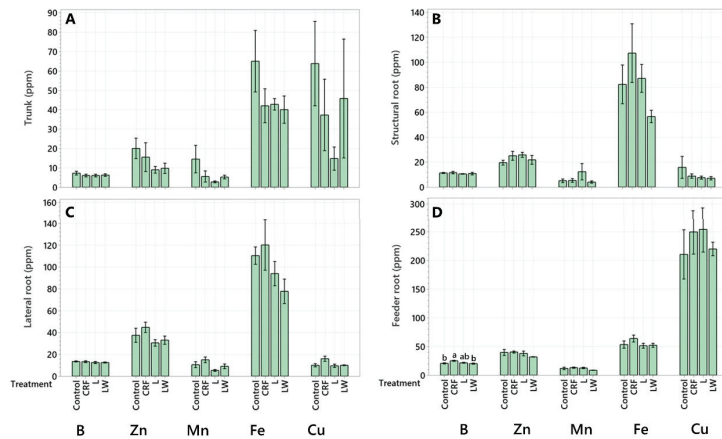 A
Trunk (ppm)
90
80
70
60
50
40
30
20
10
0
B
Structural root (ppm)
140
120
100
80
60
40
20
0
C
Lateral root (ppm)
160
140
120
100
80
60
40
20
0
Treatment
Control CRF L LW Control CRF L LW Control CRF L LW Control CRF L LW Control CRF L LW
B Zn Mn Fe Cu
D
Feeder root (ppm)
300
250
200
150
100
50
0
b a ab b
Control CRF L LW Control CRF L LW Control CRF L LW Control CRF L LW Control CRF L LW
B Zn Mn Fe Cu